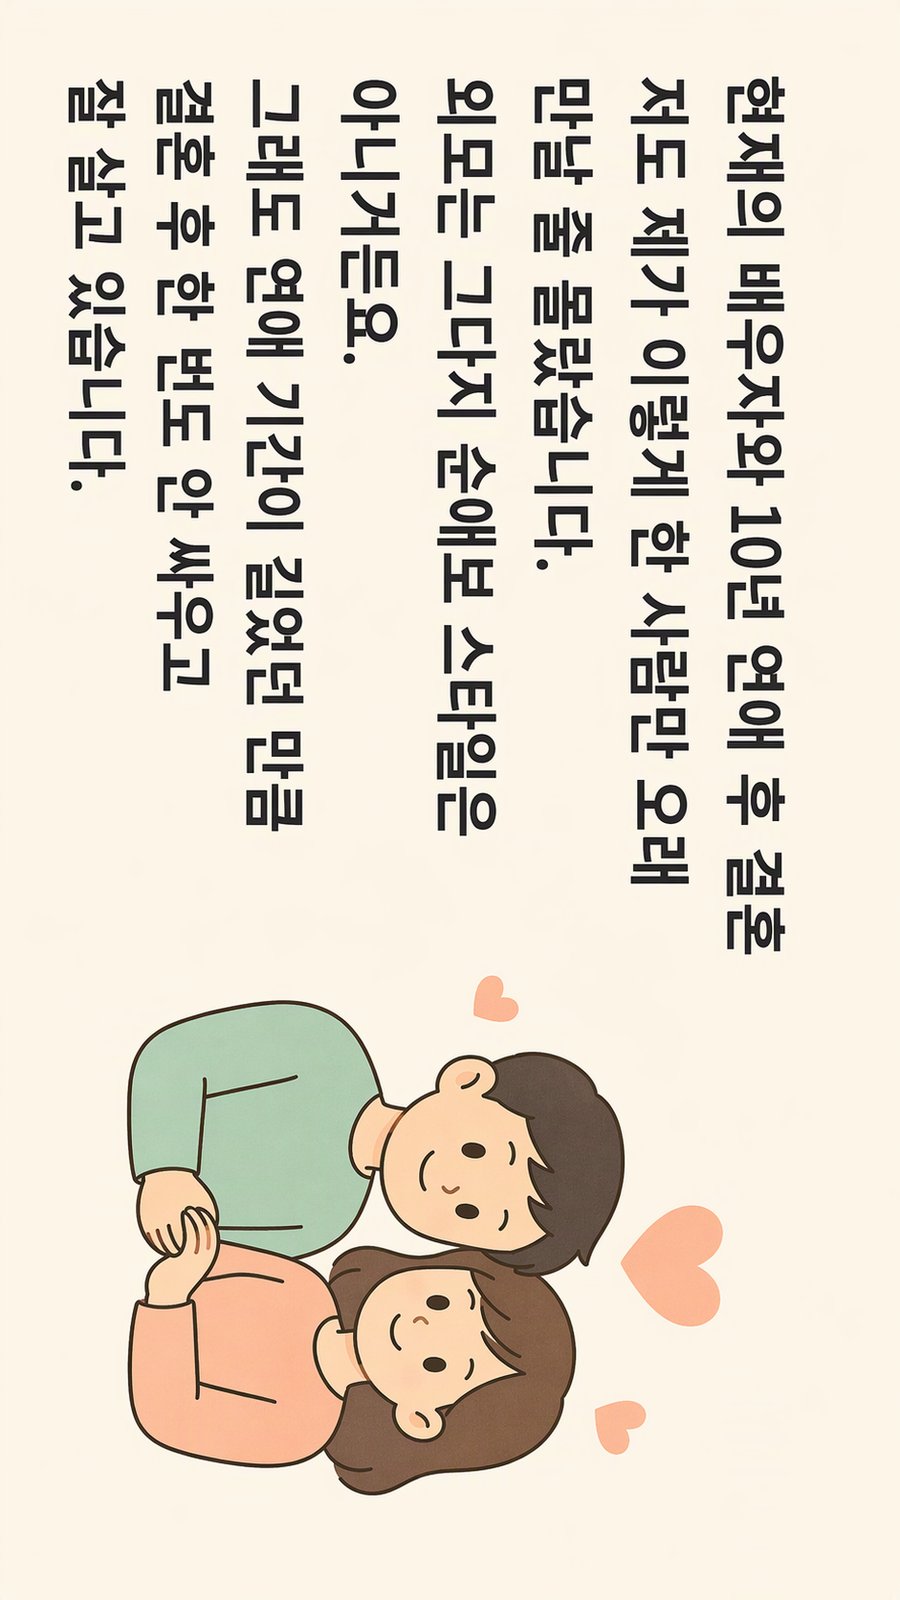 현재의 배우자와 10년 연애 후 결혼
저도 제가 이렇게 한 사람만 오래
만날 줄 몰랐습니다.
외모는 그다지 순애보 스타일은
아니거든요.
그래도 연애 기간이 길었던 만큼
결혼 후 한 번도 안 싸우고
잘 살고 있습니다.